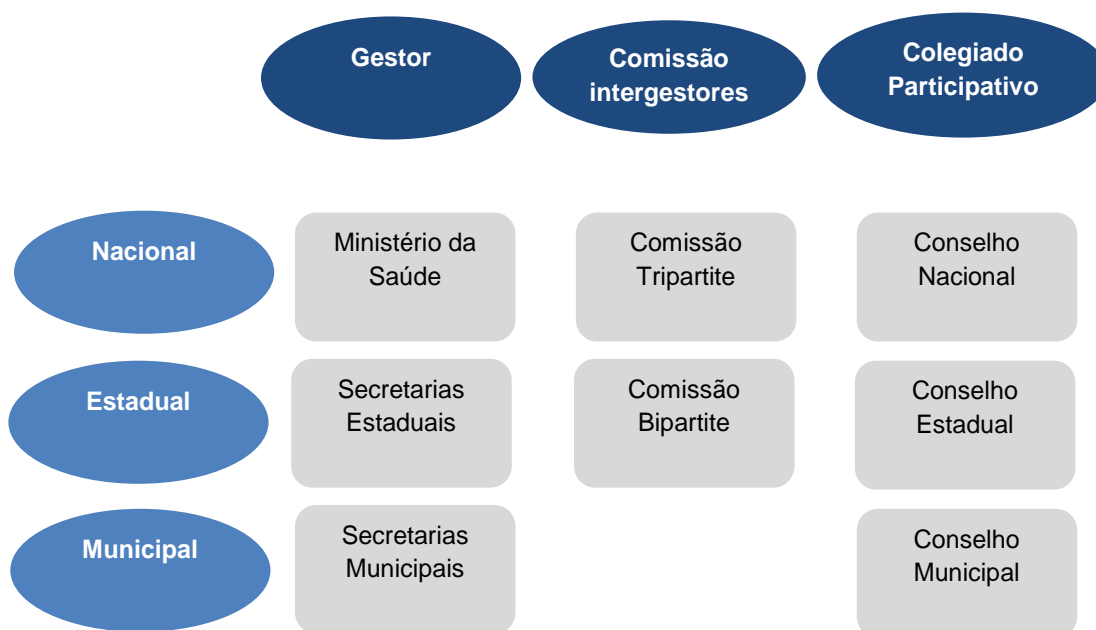 Gestor
Comissão
intergestores
Colegiado
Participativo
Nacional
Ministério da
Saúde
Comissão
Tripartite
Conselho
Nacional
Estadual
Secretarias
Estaduais
Comissão
Bipartite
Conselho
Estadual
Municipal
Secretarias
Municipais
Conselho
Municipal